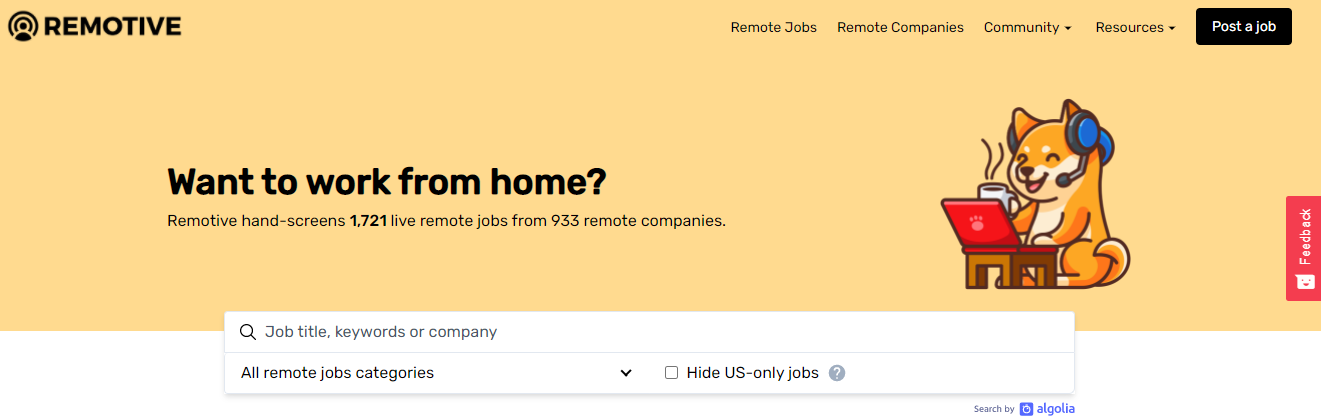 REMOTIVE
Remote Jobs Remote Companies Community Resources Post a job
Want to work from home?
Remotive hand-screens 1,721 live remote jobs from 933 remote companies.
Feedback
Job title, keywords or company
All remote jobs categories Hide US-only jobs ?
Search by algolia